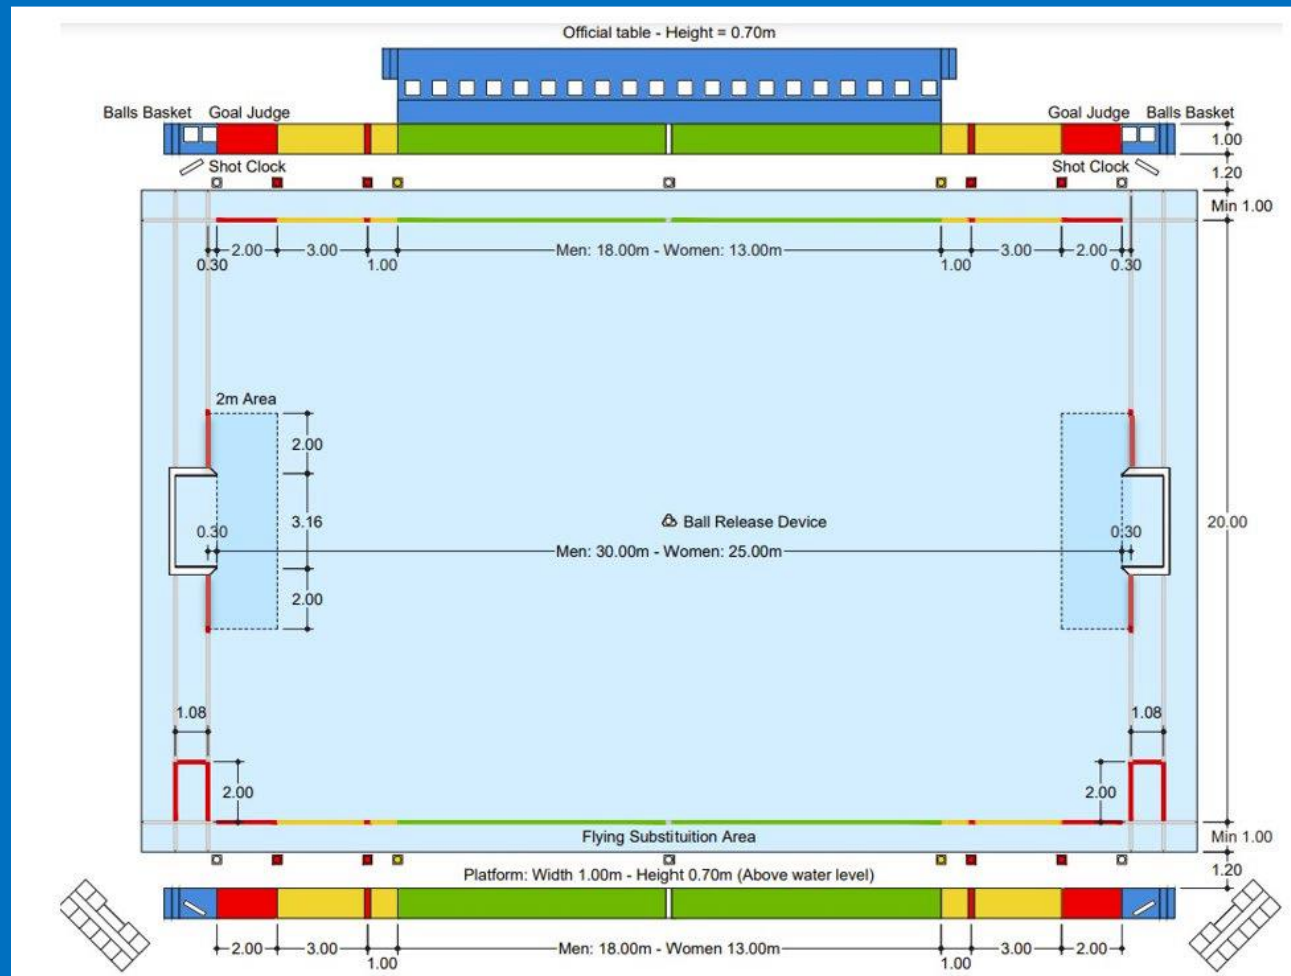 Official table - Height = 0.70m
Balls Basket Goal Judge Goal Judge Balls Basket
1.00
Shot Clock Shot Clock
1.20
Min 1.00
2.00 3.00 Men: 18.00m - Women: 13.00m 3.00 2.00
0.30 1.00 1.00 0.30
2m Area
2.00
3.16 Ball Release Device 20.00
0.30 0.30
Men: 30.00m - Women: 25.00m
2.00
1.08 1.08
2.00 2.00
Flying Substituition Area Min 1.00
Platform: Width 1.00m - Height 0.70m (Above water level) 1.20
2.00 3.00 Men: 18.00m - Women 13.00m 3.00 2.00
1.00 1.00